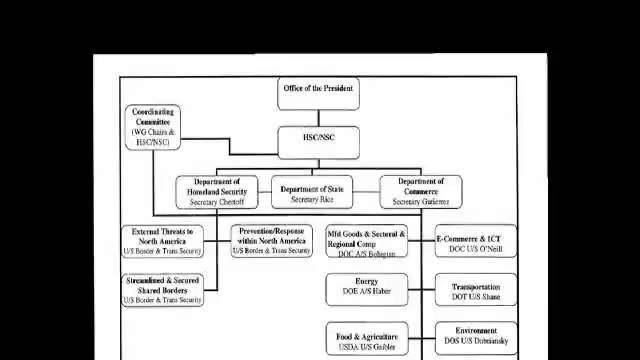 Office of the President
Coordinating
Committee
(WG Chairs &
HSC/NSC)
HSC/NSC
Department of
Homeland Security
Secretary Chertoff
Department of State
Secretary Rice
Department of
Commerce
Secretary Gutierrez
External Threats to
North America
U/S Border & Trans Security
Prevention/Response
within North America
U/S Border & Trans Security
Mfd Goods & Sectoral &
Regional Comp
DOC A/S Bohigian
E-Commerce & ICT
DOC U/S O'Neill
Streamlined & Secured
Shared Borders
U/S Border & Trans Security
Energy
DOE A/S Haber
Transportation
DOT U/S Shane
Food & Agriculture
USDA U/S Gaibler
Environment
DOS U/S Dobriansky